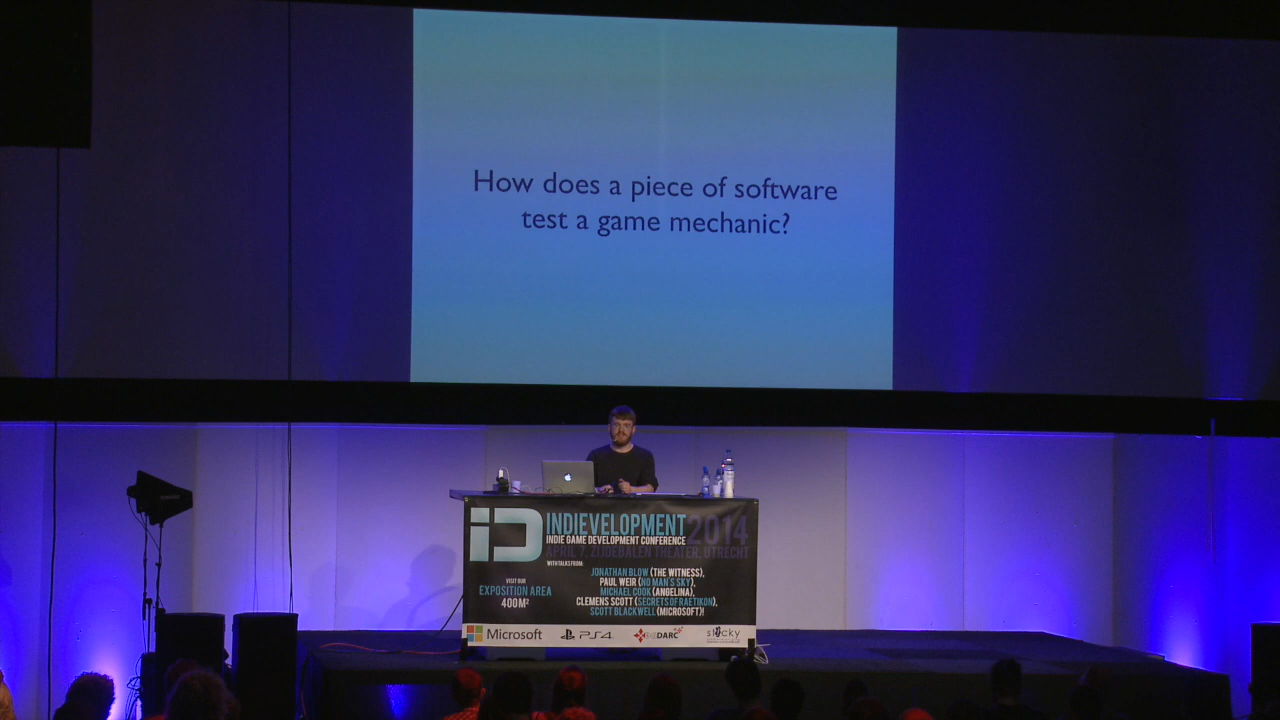 How does a piece of software
test a game mechanic?
iD
INDIEVELOPMENT 2014
INDIE GAME DEVELOPMENT CONFERENCE
APRIL 7, ZIJDEBALEN THEATER, UTRECHT
WITH TALKS FROM:
JONATHAN BLOW (THE WITNESS),
PAUL WEIR (NO MAN'S SKY),
MICHAEL COOK (ANGELINA),
CLEMENS SCOTT (SECRETS OF RAETIKON),
SCOTT BLACKWELL (MICROSOFT)!
VISIT OUR
EXPOSITION AREA
400M²
Microsoft PS4